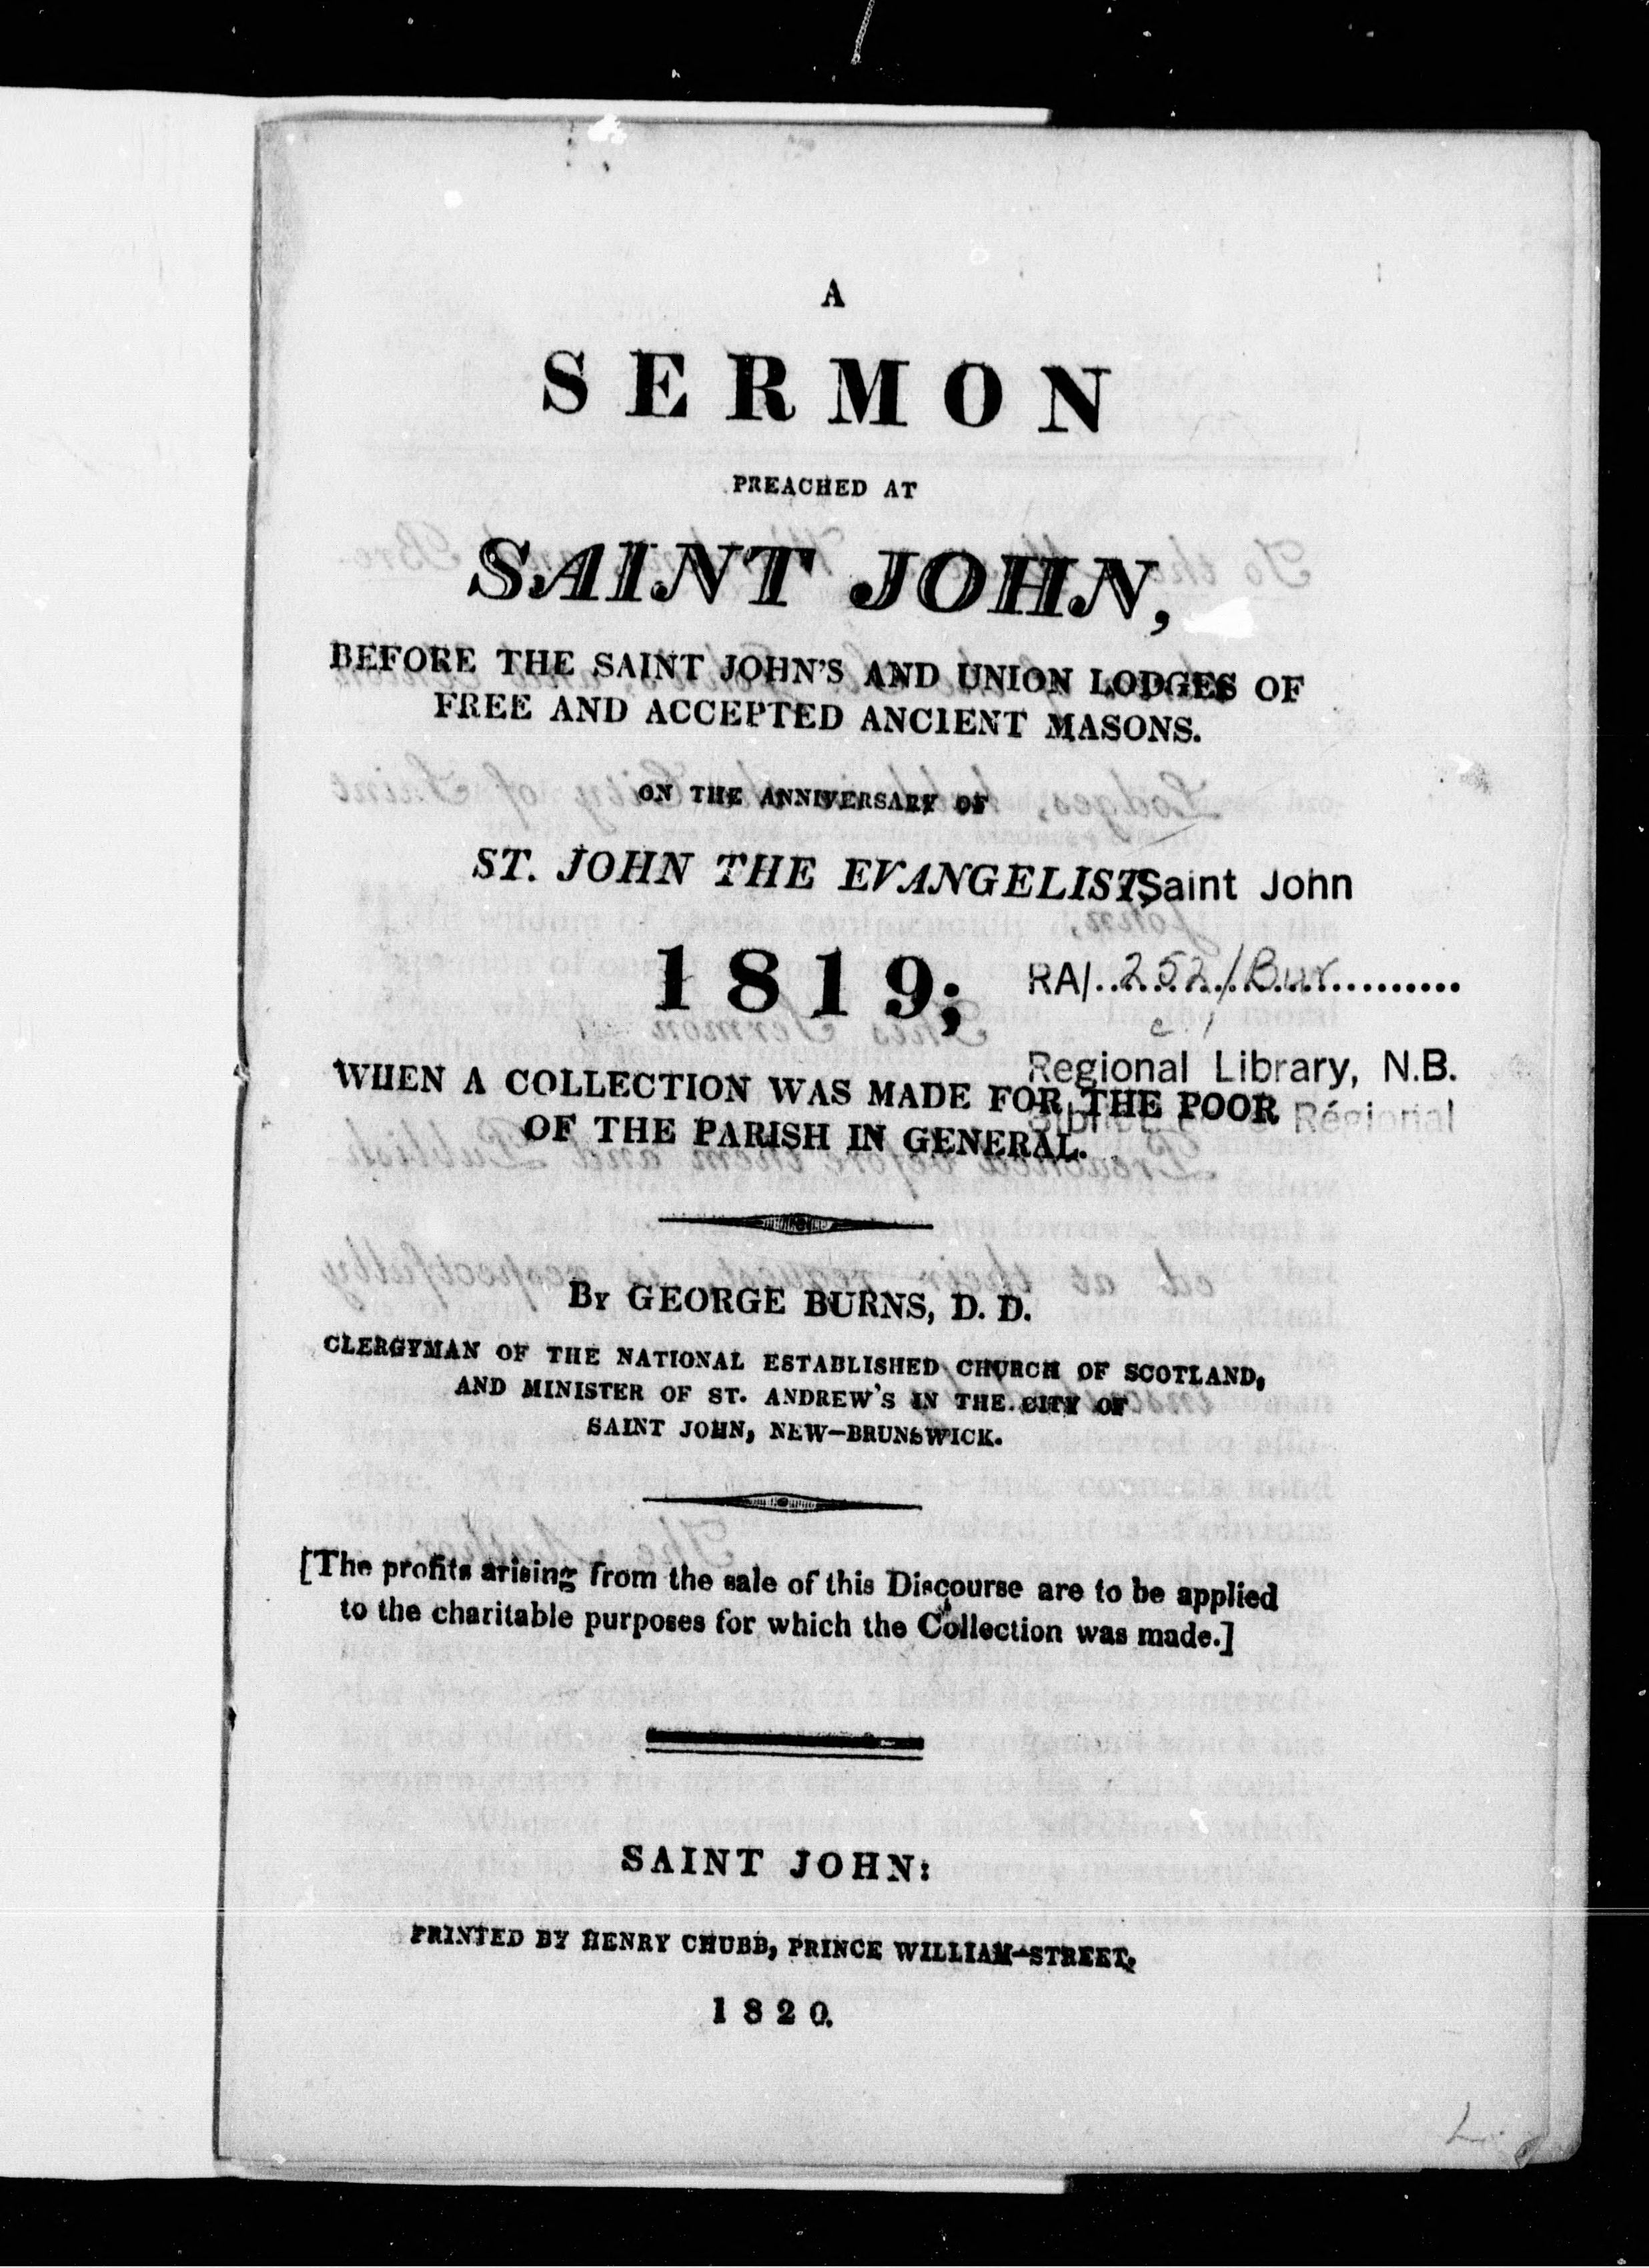 A
SERMON
PREACHED AT
SAINT JOHN,
BEFORE THE SAINT JOHN'S AND UNION LODGES OF
FREE AND ACCEPTED ANCIENT MASONS.
ON THE ANNIVERSARY OF
ST. JOHN THE EVANGELIST,
Saint John
1819;
RA/..252/Bur..........
c. 1
Regional Library, N.B.
Régional
WHEN A COLLECTION WAS MADE FOR THE POOR
OF THE PARISH IN GENERAL.
By GEORGE BURNS, D. D.
CLERGYMAN OF THE NATIONAL ESTABLISHED CHURCH OF SCOTLAND,
AND MINISTER OF ST. ANDREW'S IN THE CITY OF
SAINT JOHN, NEW-BRUNSWICK.
[The profits arising from the sale of this Discourse are to be applied
to the charitable purposes for which the Collection was made.]
SAINT JOHN:
PRINTED BY HENRY CHUBB, PRINCE WILLIAM-STREET.
1820.